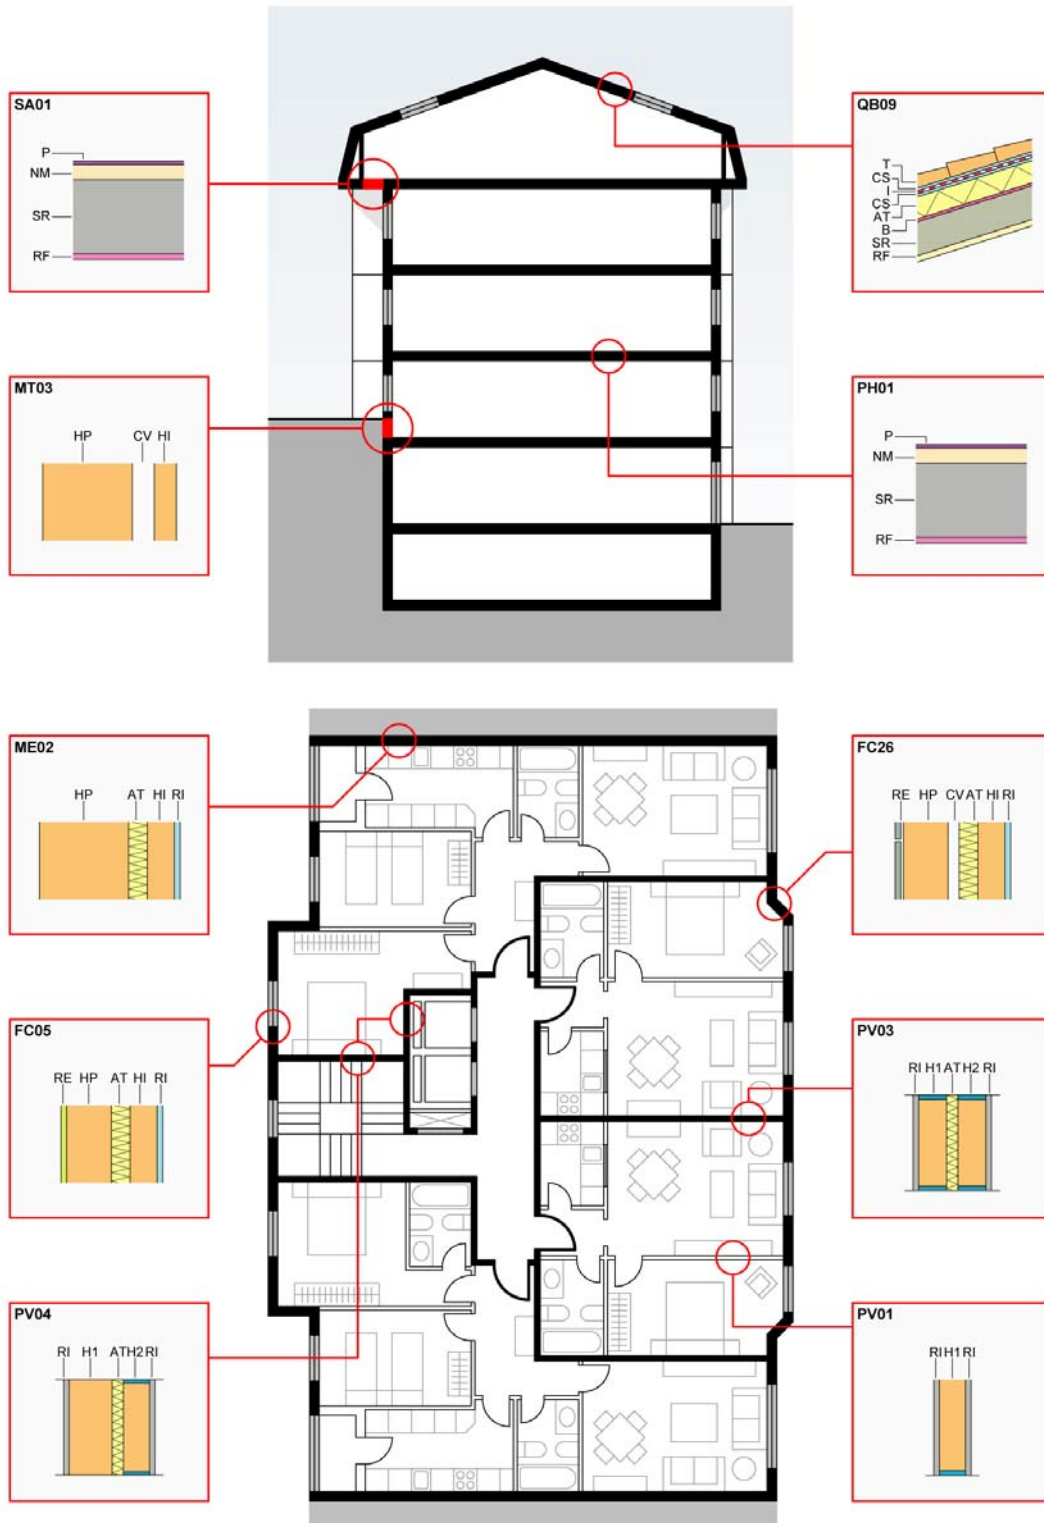 SA01
P
NM
SR
RF
QB09
T
CS
I
CS
AT
B
SR
RF
MT03
HP CV HI
PH01
P
NM
SR
RF
ME02
HP AT HI RI
FC26
RE HP CV AT HI RI
FC05
RE HP AT HI RI
PV03
RI H1 AT H2 RI
PV04
RI H1 AT H2 RI
PV01
RI H1 RI